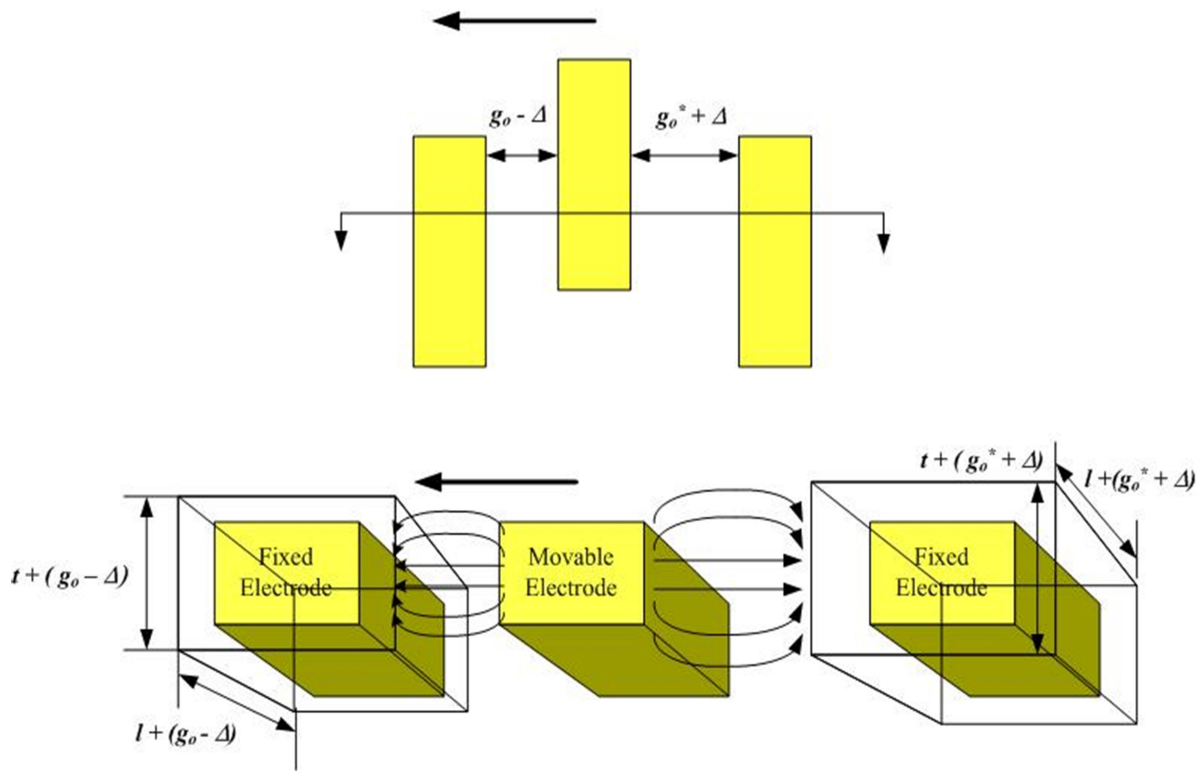 gₒ - Δ
gₒ* + Δ
t + (gₒ* + Δ)
l +(gₒ* + Δ)
Fixed
Electrode
Movable
Electrode
Fixed
Electrode
t + (gₒ - Δ)
l + (gₒ - Δ)